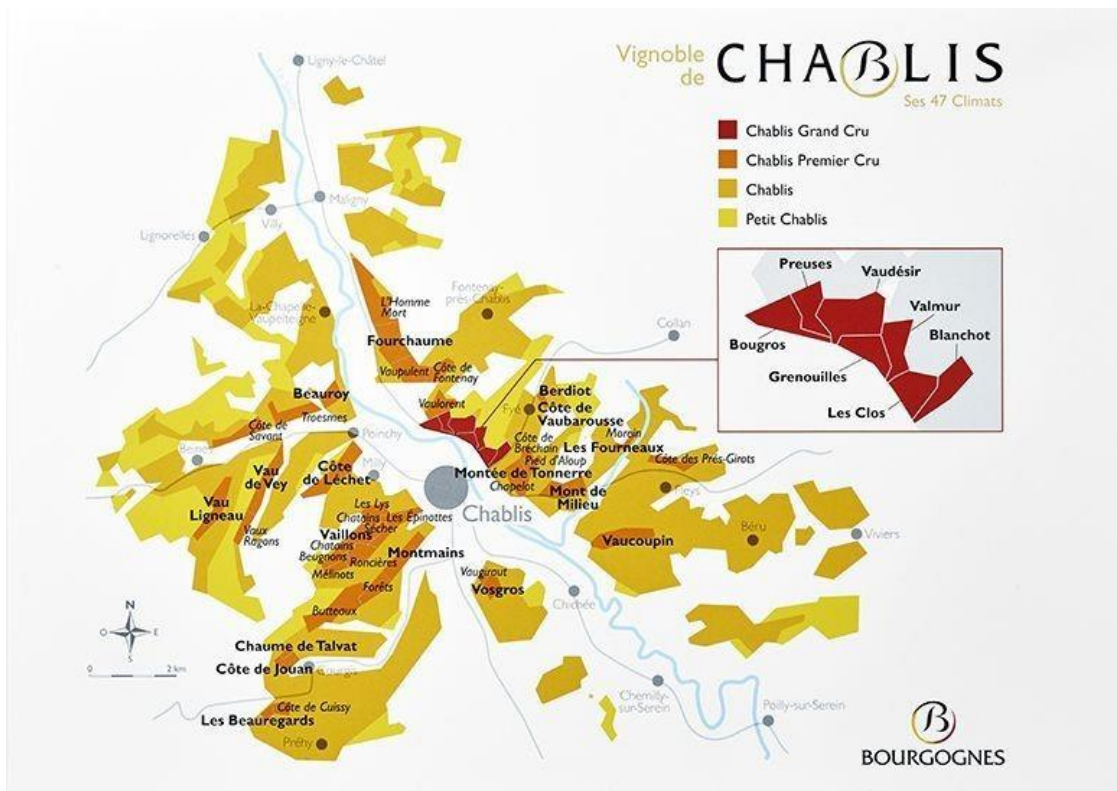 Vignoble
de
CHABLIS
Ses 47 Climats
Chablis Grand Cru
Chablis Premier Cru
Chablis
Petit Chablis
Preuses
Vaudésir
Valmur
Bougros
Blanchot
Grenouilles
Les Clos
Ligny-le-Châtel
Maligny
Villy
Lignorelles
La-Chapelle-
Vaupelteigne
L'Homme
Mort
Fontenay-
près-Chablis
Collan
Fourchaume
Vaupulent
Côte de
Fontenay
Beauroy
Troesmes
Côte de
Savant
Poinchy
Beines
Vaulorent
Fyé
Berdiot
Côte de
Vaubarousse
Côte de
Bréchain
Pied d'Aloup
Les Fourneaux
Morein
Côte des Prés-Girots
Vau
de Vey
Côte
de Léchet
Milly
Montée de Tonnerre
Chapelot
Mont de
Milieu
Fleys
Vau
Ligneau
Vaux
Ragons
Chablis
Les Lys
Chatains
Les Epinottes
Sécher
Vaillons
Chatains
Beugnons
Roncières
Mélinots
Montmains
Forêts
Butteaux
Vaucoupin
Béru
Viviers
Vaugiraut
Vosgros
Chichée
Chaume de Talvat
Côte de Jouan
Côte de Cuissy
Les Beauregards
Préhy
Chemilly-
sur-Serein
Poilly-sur-Serein
N
O
E
S
0
2 km
B
BOURGOGNES